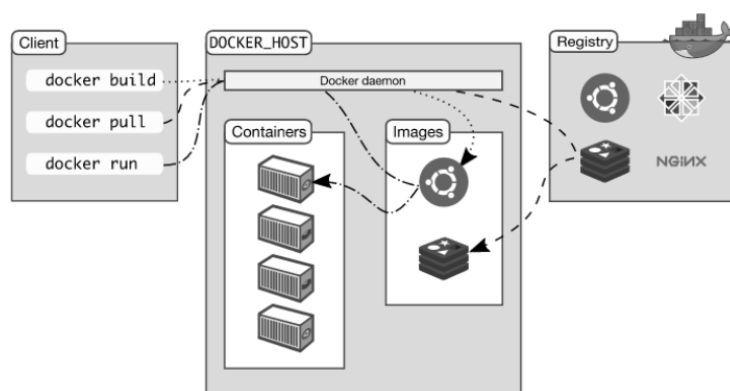 Client
docker build
docker pull
docker run
DOCKER_HOST
Docker daemon
Containers
Images
Registry
NGINX